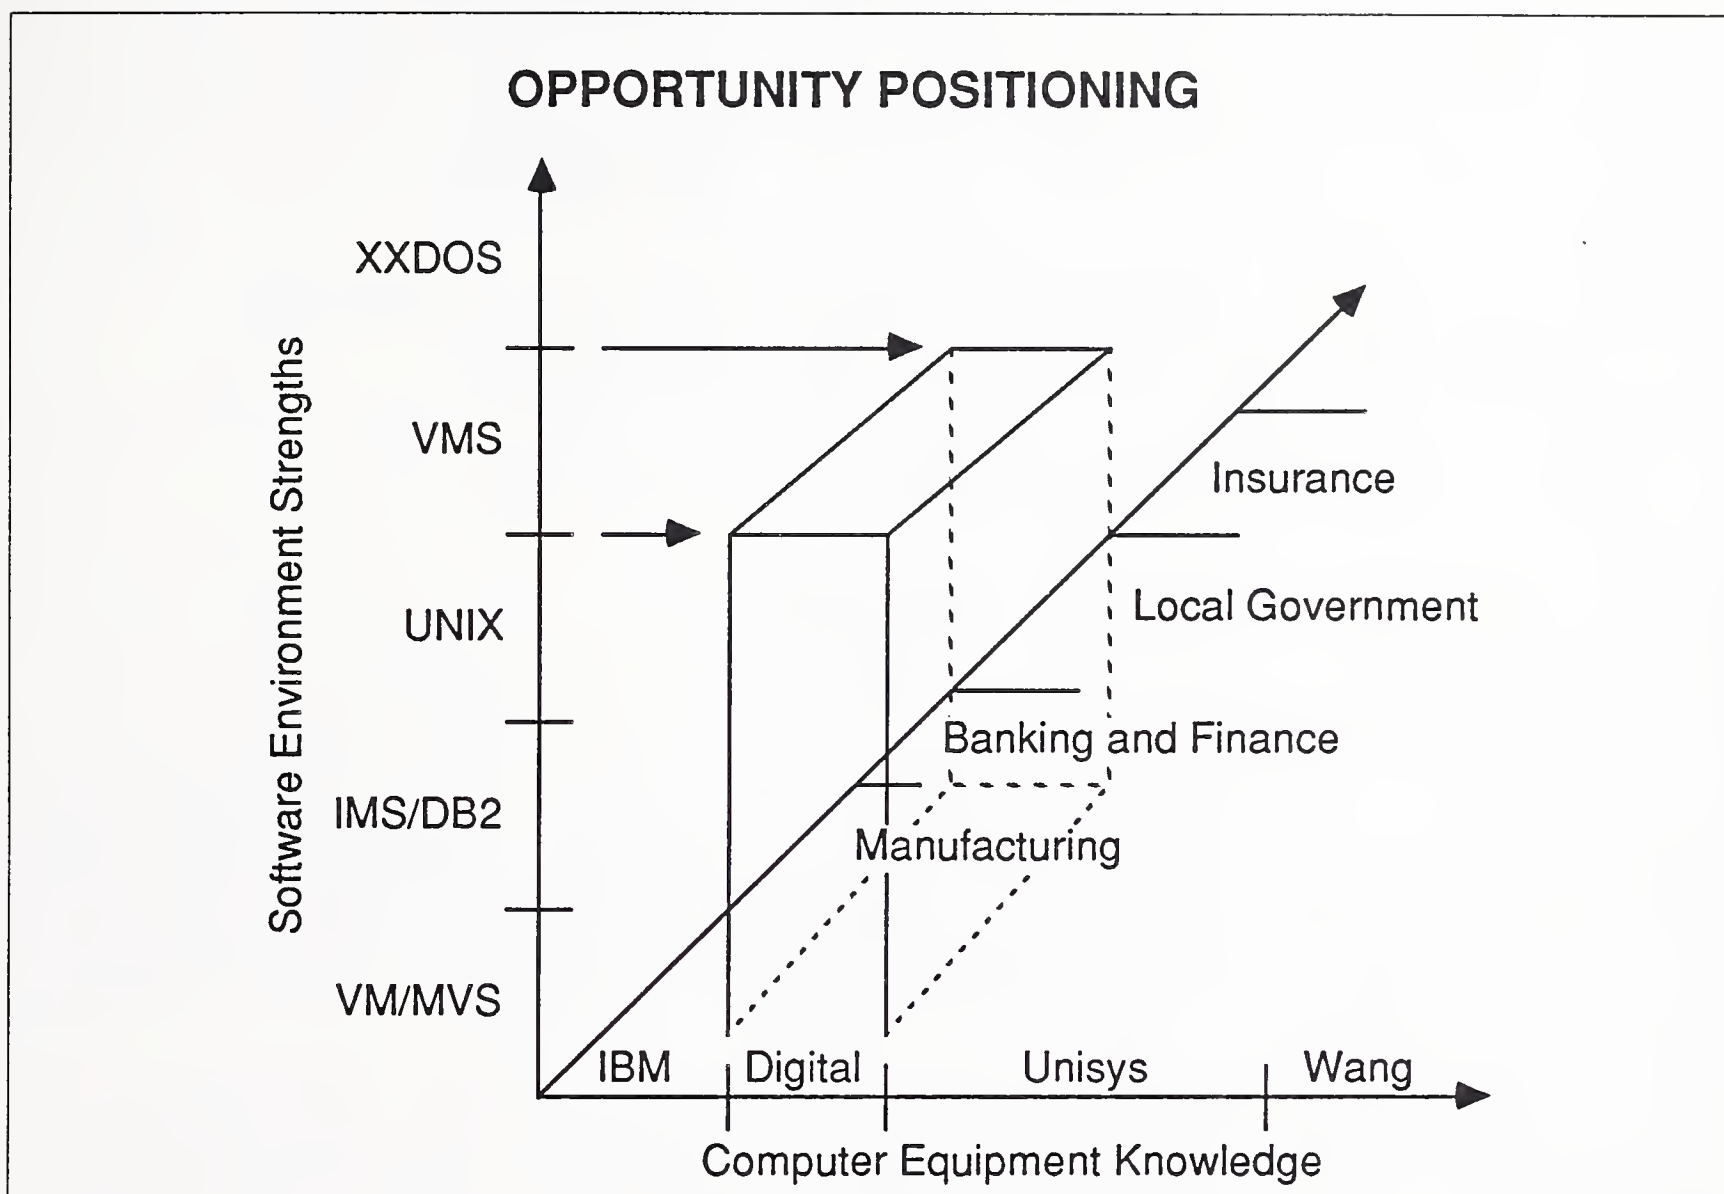 OPPORTUNITY POSITIONING
XXDOS
VMS
UNIX
IMS/DB2
VM/MVS
Software Environment Strengths
Insurance
Local Government
Banking and Finance
Manufacturing
IBM
Digital
Unisys
Wang
Computer Equipment Knowledge